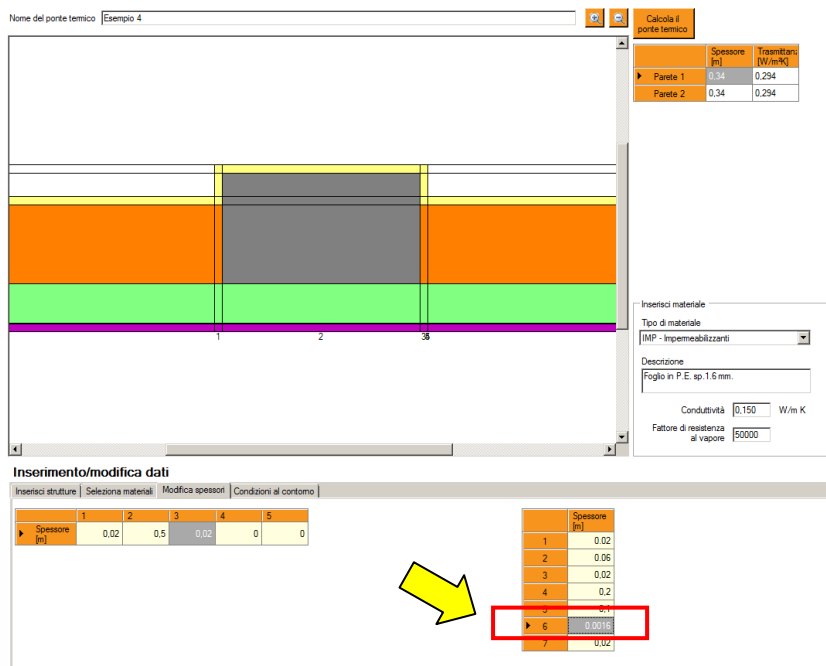 Nome del ponte termico Esempio 4
Calcola il
ponte termico
Spessore
[m]
Trasmittanz
[W/m²K]
Parete 1 0,34 0,294
Parete 2 0,34 0,294
1 2
Inserisci materiale
Tipo di materiale
IMP - Impermeabilizzanti
Descrizione
Foglio in P.E. sp.1.6 mm.
Conduttività 0,150 W/m K
Fattore di resistenza
al vapore 50000
Inserimento/modifica dati
Inserisci strutture Seleziona materiali Modifica spessori Condizioni al contorno
1 2 3 4 5
Spessore
[m] 0,02 0,5 0,02 0 0
Spessore
[m]
1 0.02
2 0.06
3 0,02
4 0,2
5 0,1
6 0.0016
7 0,02